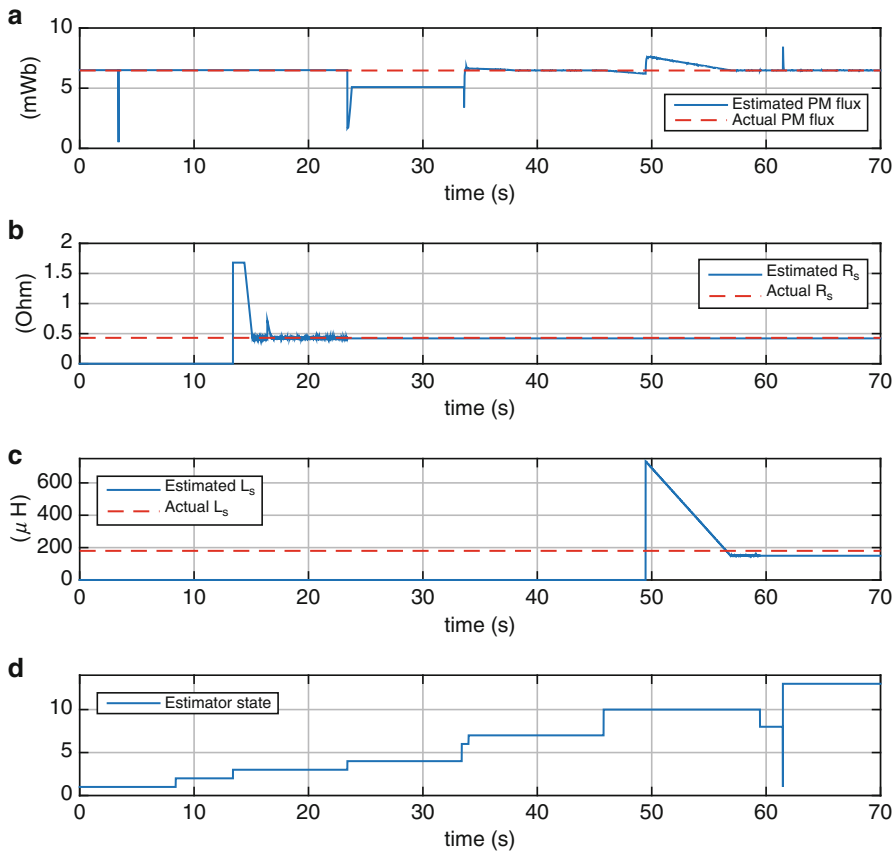 a
10
5
0
(mWb)
Estimated PM flux
Actual PM flux
0 10 20 30 40 50 60 70
time (s)
b
2
1.5
1
0.5
0
(Ohm)
Estimated Rs
Actual Rs
0 10 20 30 40 50 60 70
time (s)
c
600
400
200
0
(μ H)
Estimated Ls
Actual Ls
0 10 20 30 40 50 60 70
time (s)
d
10
5
0
Estimator state
0 10 20 30 40 50 60 70
time (s)